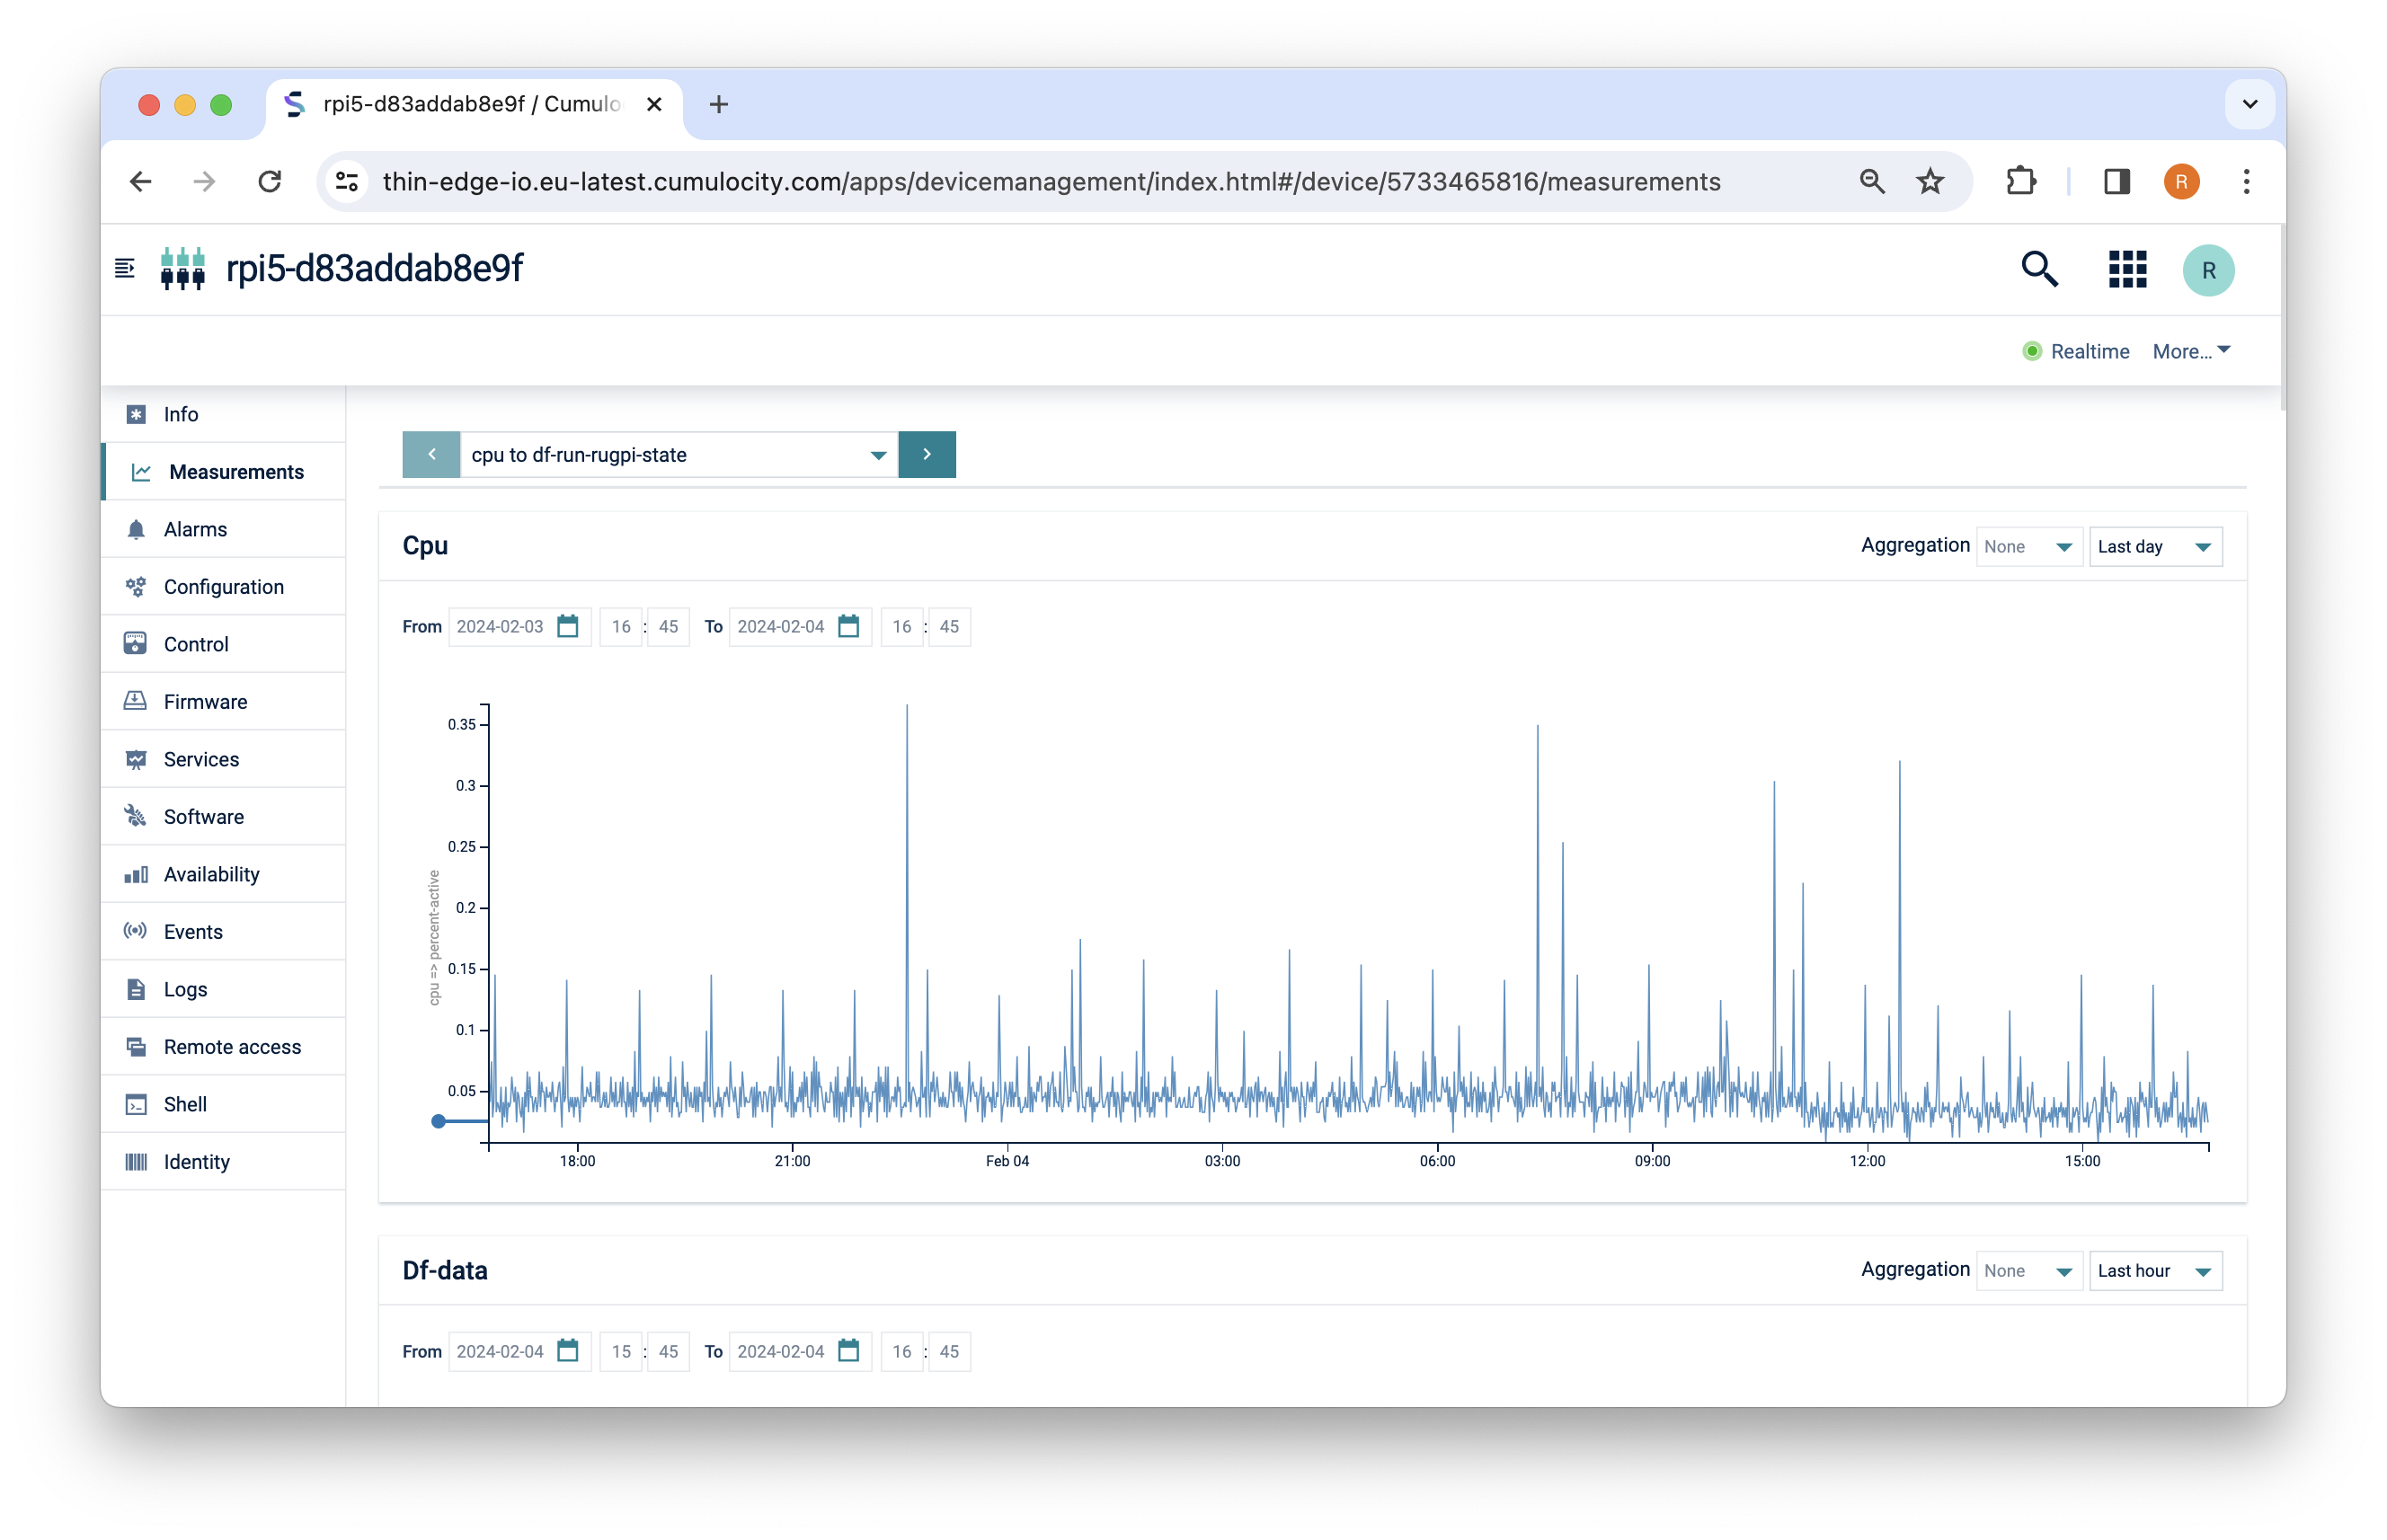 rpi5-d83addab8e9f / Cumulo
thin-edge-io.eu-latest.cumulocity.com/apps/devicemanagement/index.html#/device/5733465816/measurements
R
rpi5-d83addab8e9f
R
Realtime More...
Info
Measurements
Alarms
Configuration
Control
Firmware
Services
Software
Availability
Events
Logs
Remote access
Shell
Identity
cpu to df-run-rugpi-state
Cpu
Aggregation None Last day
From 2024-02-03 16 : 45 To 2024-02-04 16 : 45
cpu => percent-active
0.35
0.3
0.25
0.2
0.15
0.1
0.05
18:00 21:00 Feb 04 03:00 06:00 09:00 12:00 15:00
Df-data
Aggregation None Last hour
From 2024-02-04 15 : 45 To 2024-02-04 16 : 45